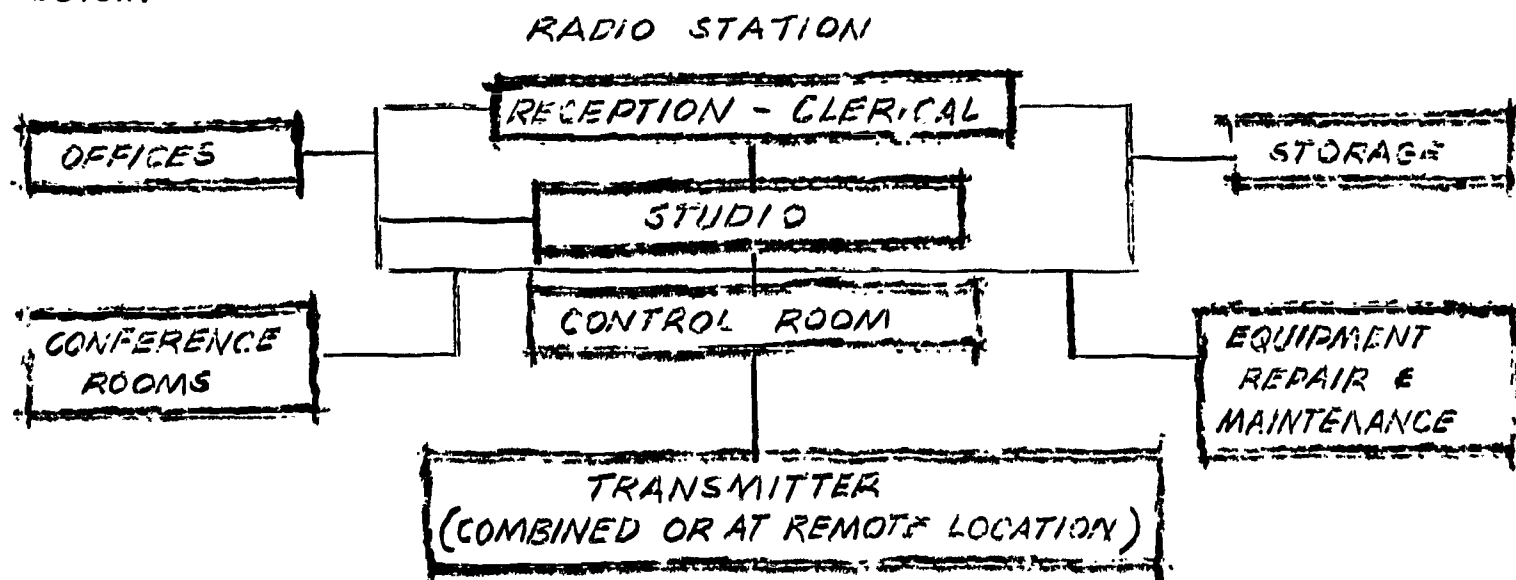 RADIO STATION
RECEPTION - CLERICAL
OFFICES
STORAGE
STUDIO
CONTROL ROOM
CONFERENCE
ROOMS
EQUIPMENT
REPAIR &
MAINTENANCE
TRANSMITTER
(COMBINED OR AT REMOTE LOCATION)